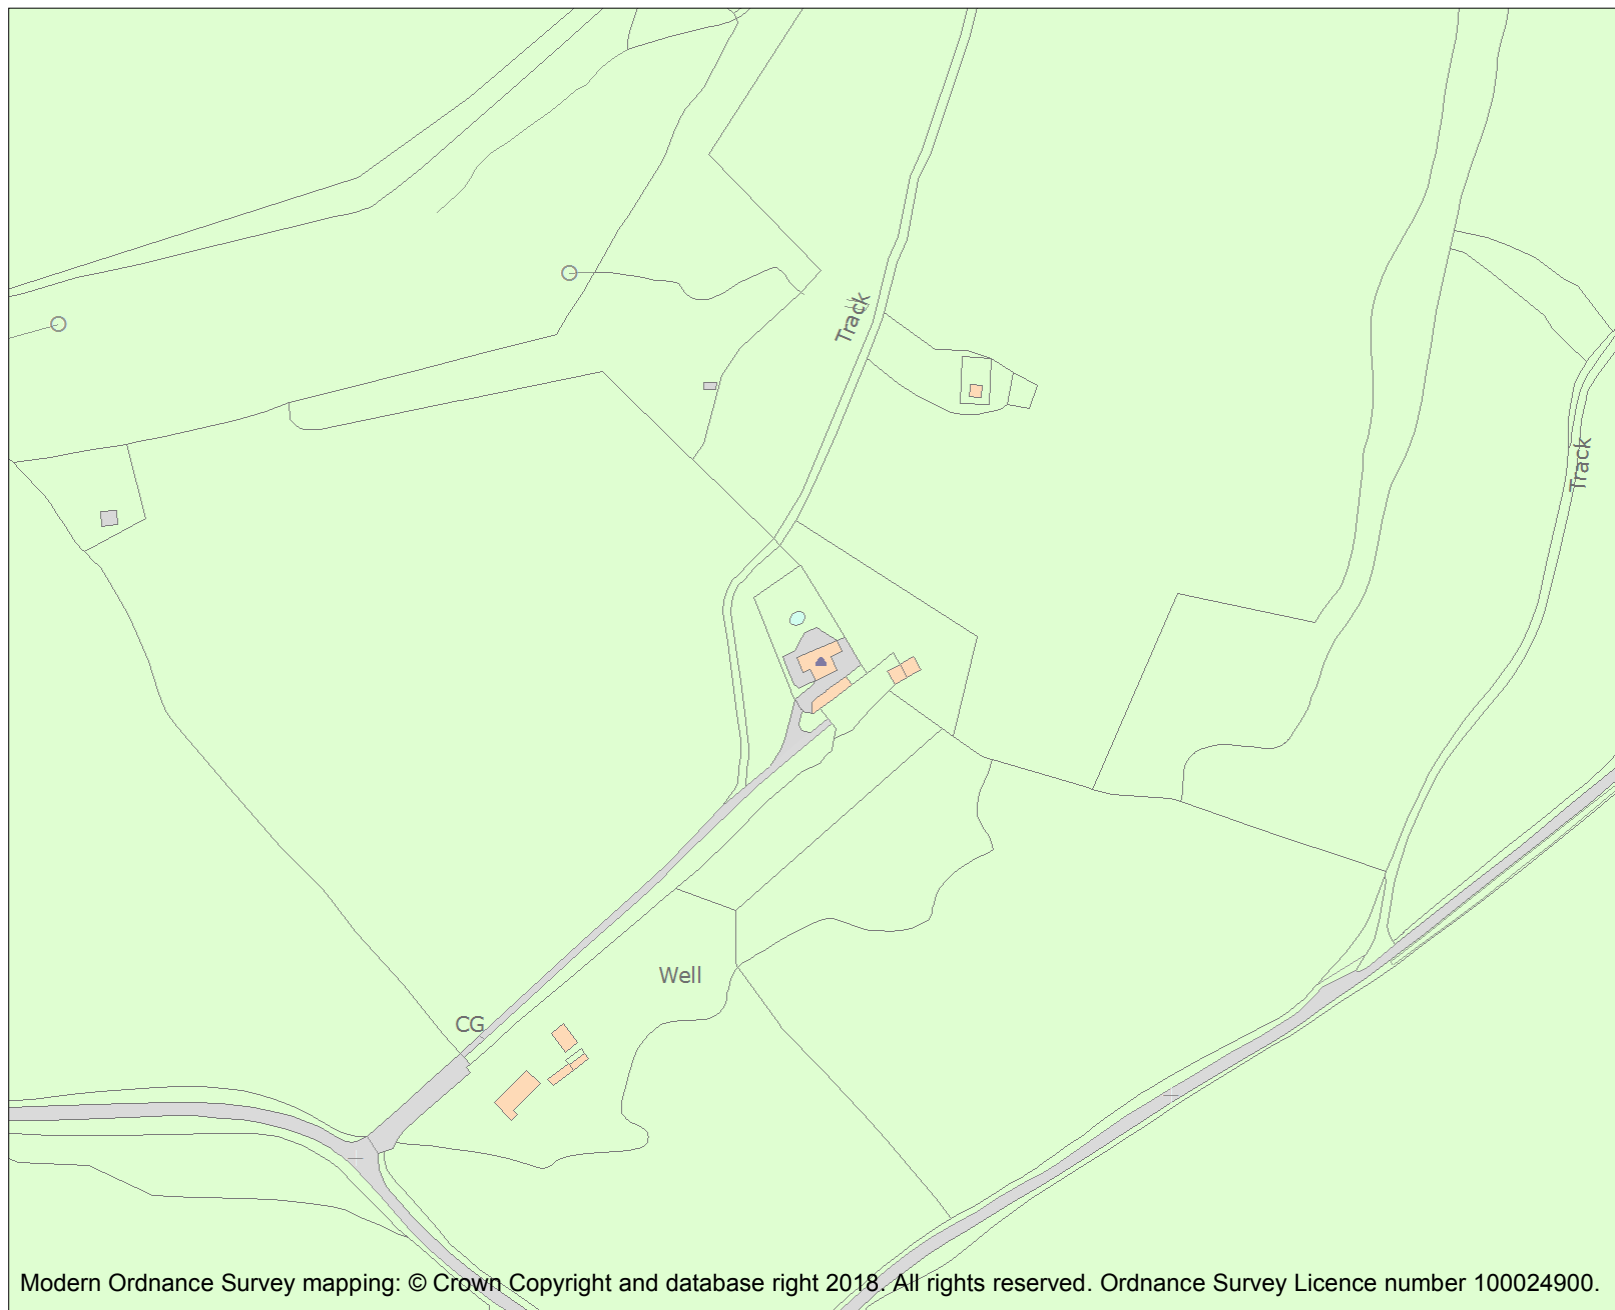 Track
Track
Well
CG
Modern Ordnance Survey mapping: © Crown Copyright and database right 2018. All rights reserved. Ordnance Survey Licence number 100024900.